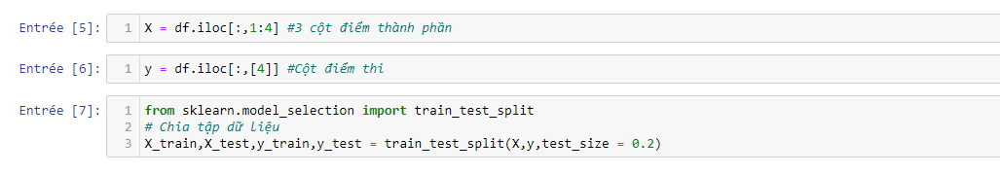 Entrée [5]: 1 X = df.iloc[:,1:4] #3 cột điểm thành phần
Entrée [6]: 1 y = df.iloc[:,[4]] #Cột điểm thi
Entrée [7]: 1 from sklearn.model_selection import train_test_split
2 # Chia tập dữ liệu
3 X_train,X_test,y_train,y_test = train_test_split(X,y,test_size = 0.2)